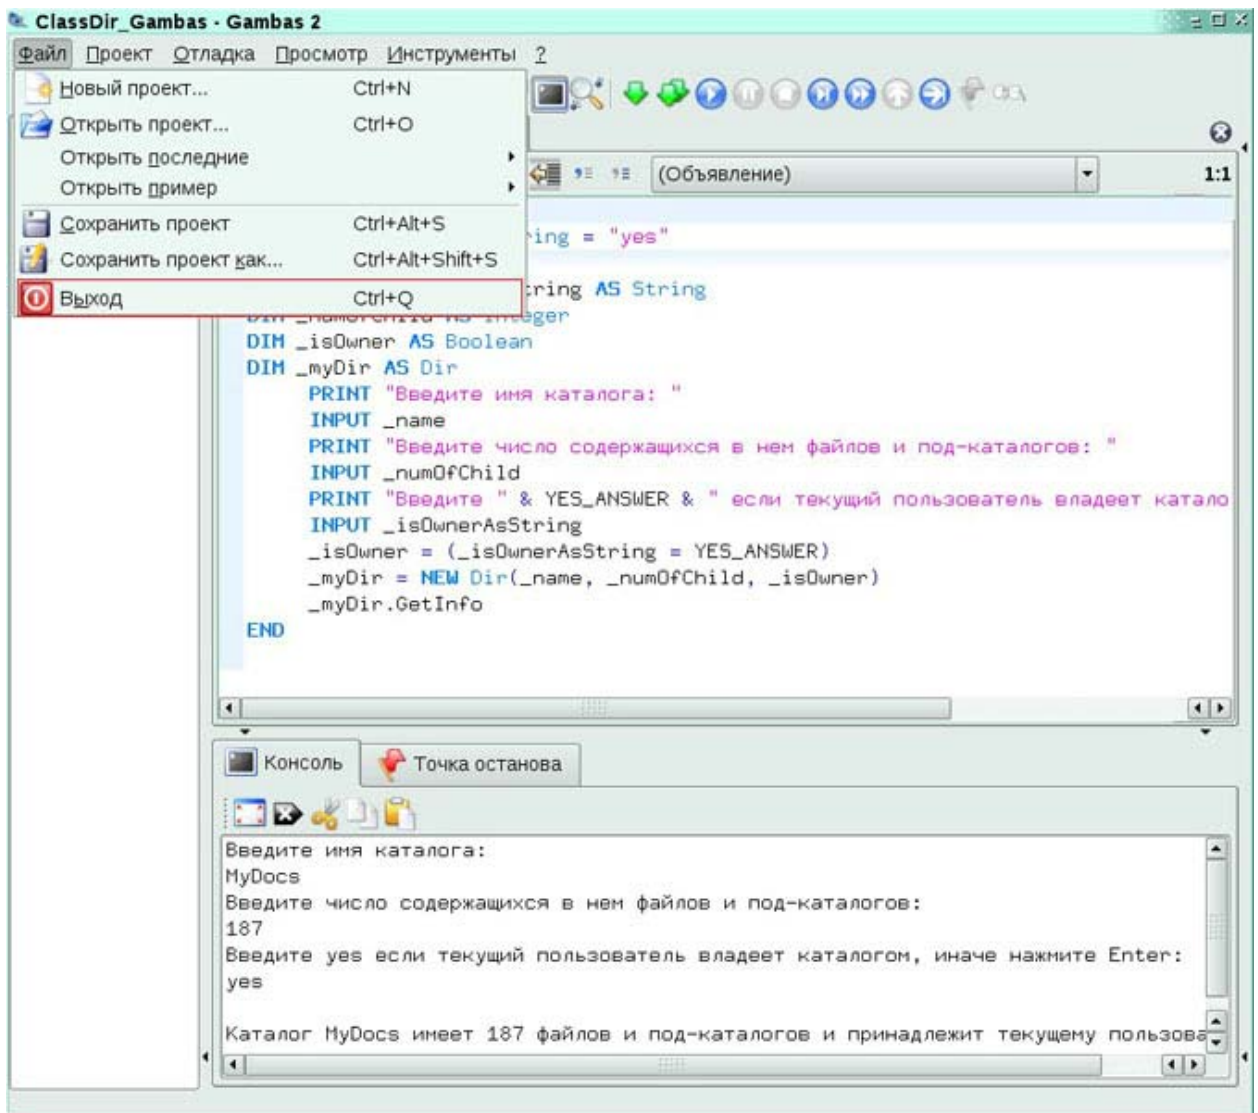 ClassDir_Gambas - Gambas 2
Файл Проект Отладка Просмотр Инструменты ?
Новый проект... Ctrl+N
Открыть проект... Ctrl+O
Открыть последние
Открыть пример
Сохранить проект Ctrl+Alt+S
Сохранить проект как... Ctrl+Alt+Shift+S
Выход Ctrl+Q
(Объявление) 1:1
ing = "yes"
tring AS String
DIM _numOfChild AS Integer
DIM _isOwner AS Boolean
DIM _myDir AS Dir
PRINT "Введите имя каталога: "
INPUT _name
PRINT "Введите число содержащихся в нем файлов и под-каталогов: "
INPUT _numOfChild
PRINT "Введите " & YES_ANSWER & " если текущий пользователь владеет катало
INPUT _isOwnerAsString
_isOwner = (_isOwnerAsString = YES_ANSWER)
_myDir = NEW Dir(_name, _numOfChild, _isOwner)
_myDir.GetInfo
END
Консоль Точка останова
Введите имя каталога:
MyDocs
Введите число содержащихся в нем файлов и под-каталогов:
187
Введите yes если текущий пользователь владеет каталогом, иначе нажмите Enter:
yes
Каталог MyDocs имеет 187 файлов и под-каталогов и принадлежит текущему пользова